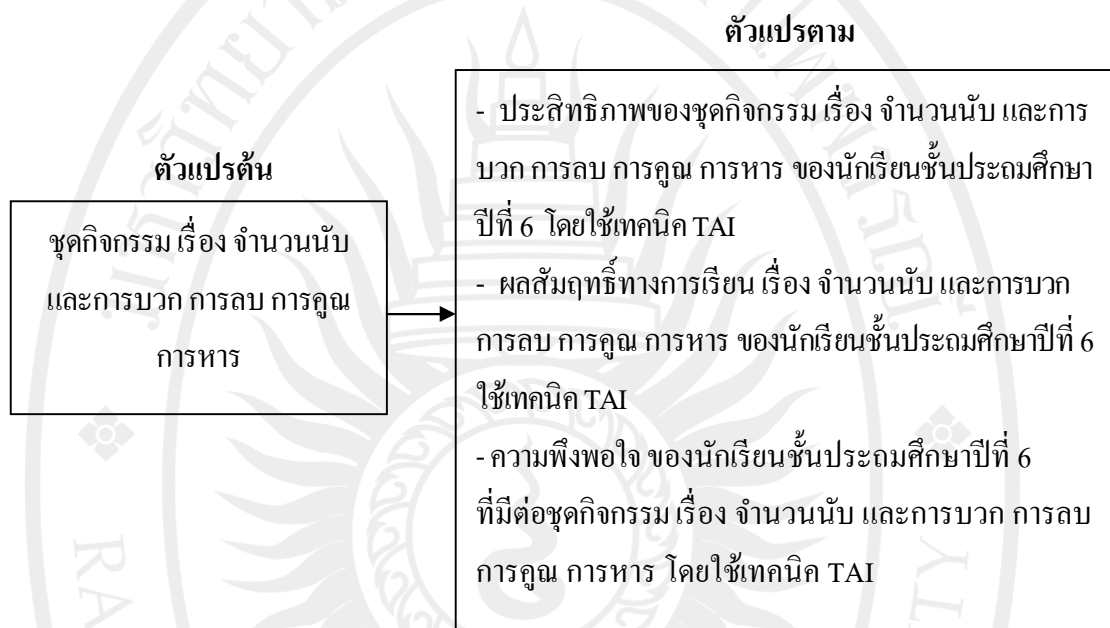 ตัวแปรตาม
- ประสิทธิภาพของชุดกิจกรรม เรื่อง จำนวนนับ และการ
บวก การลบ การคูณ การหาร ของนักเรียนชั้นประถมศึกษา
ปีที่ 6 โดยใช้เทคนิค TAI
- ผลสัมฤทธิ์ทางการเรียน เรื่อง จำนวนนับ และการบวก
การลบ การคูณ การหาร ของนักเรียนชั้นประถมศึกษาปีที่ 6
ใช้เทคนิค TAI
- ความพึงพอใจ ของนักเรียนชั้นประถมศึกษาปีที่ 6
ที่มีต่อชุดกิจกรรม เรื่อง จำนวนนับ และการบวก การลบ
การคูณ การหาร โดยใช้เทคนิค TAI
ตัวแปรต้น
ชุดกิจกรรม เรื่อง จำนวนนับ
และการบวก การลบ การคูณ
การหาร